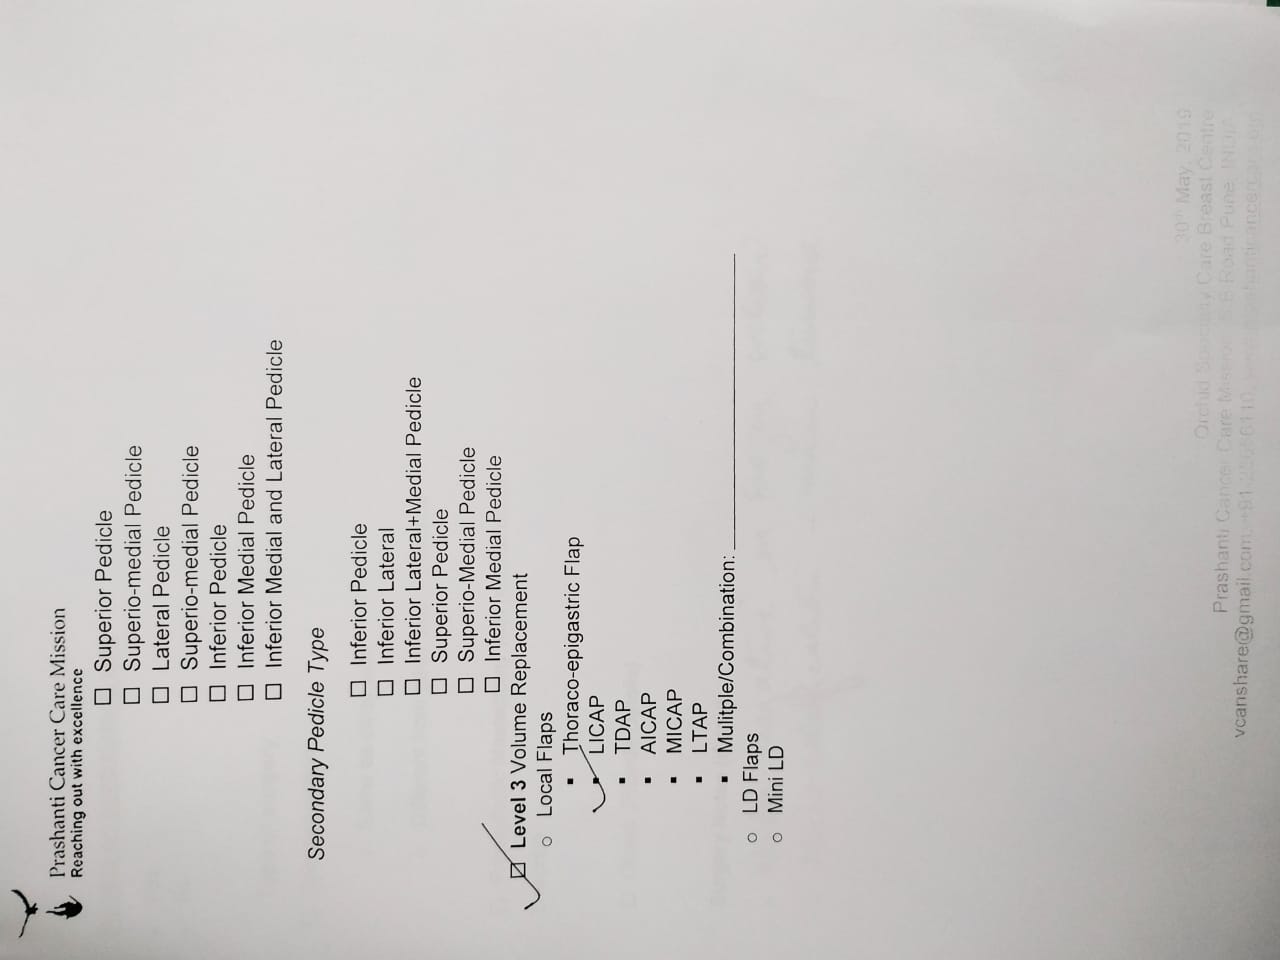 Prashanti Cancer Care Mission
Reaching out with excellence
☐ Superior Pedicle
☐ Superio-medial Pedicle
☐ Lateral Pedicle
☐ Superio-medial Pedicle
☐ Inferior Pedicle
☐ Inferior Medial Pedicle
☐ Inferior Medial and Lateral Pedicle
Secondary Pedicle Type
☐ Inferior Pedicle
☐ Inferior Lateral
☐ Inferior Lateral+Medial Pedicle
☐ Superior Pedicle
☐ Superio-Medial Pedicle
☐ Inferior Medial Pedicle
☑ Level 3 Volume Replacement
○ Local Flaps
▪ Thoraco-epigastric Flap
▪ LICAP
▪ TDAP
▪ AICAP
▪ MICAP
▪ LTAP
▪ Mulitple/Combination: ____________________
○ LD Flaps
○ Mini LD
30th May, 2019
Orchid Specialty Care Breast Centre
Prashanti Cancer Care Mission Road Pune, INDIA
vcanshare@gmail.com, +91